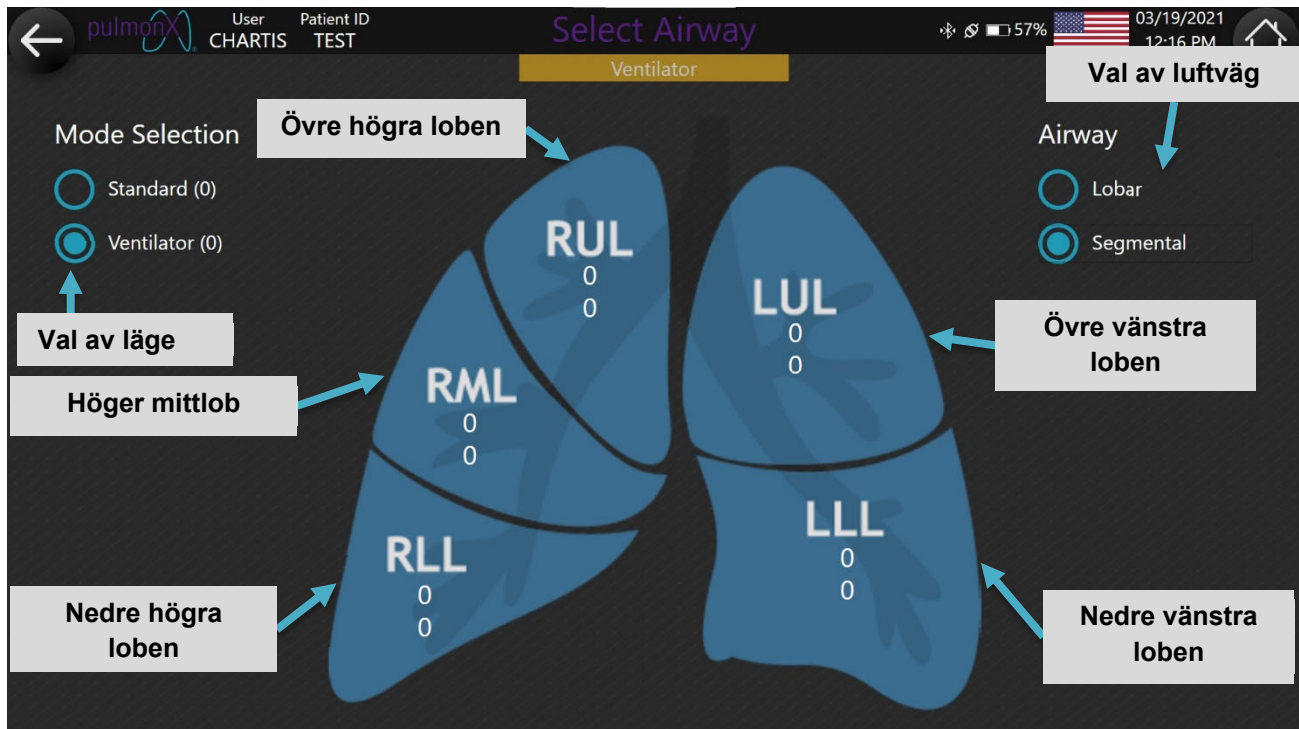 pulmonX
User
CHARTIS
Patient ID
TEST
Select Airway
57%
03/19/2021
12:16 PM
Ventilator
Val av luftväg
Mode Selection
Övre högra loben
Airway
Standard (0)
Lobar
Ventilator (0)
Segmental
RUL
0
0
LUL
0
0
Val av läge
Övre vänstra
loben
Höger mittlob
RML
0
0
RLL
0
0
LLL
0
0
Nedre högra
loben
Nedre vänstra
loben